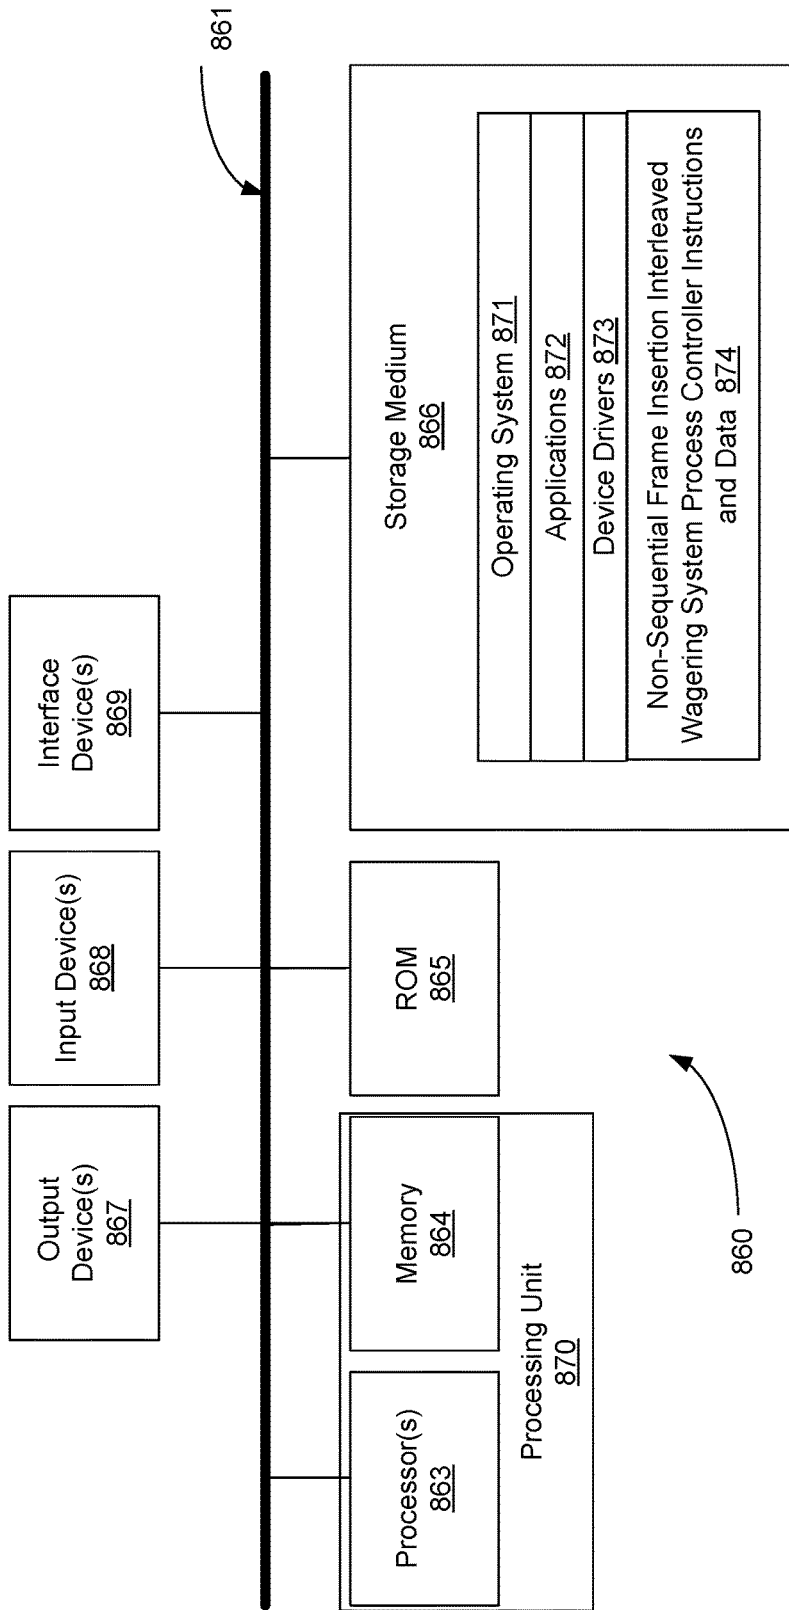 861
Output
Device(s)
867
Input Device(s)
868
Interface
Device(s)
869
Processor(s)
863
Memory
864
Processing Unit
870
ROM
865
Storage Medium
866
Operating System 871
Applications 872
Device Drivers 873
Non-Sequential Frame Insertion Interleaved
Wagering System Process Controller Instructions
and Data 874
860